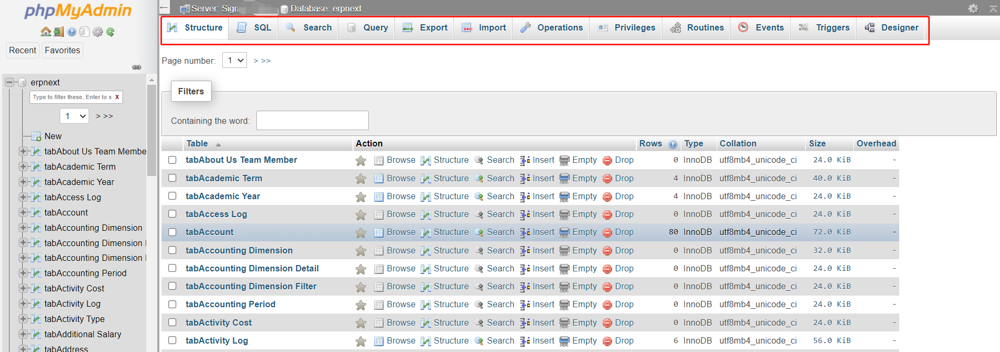 phpMyAdmin
Recent Favorites
erpnext
Type to filter these, Enter to s X
1 > >>
New
tabAbout Us Team Membe
tabAcademic Term
tabAcademic Year
tabAccess Log
tabAccount
tabAccounting Dimension
tabAccounting Dimension
tabAccounting Dimension
tabAccounting Period
tabActivity Cost
tabActivity Log
tabActivity Type
tabAdditional Salary
tabAddress
Server: Sign Database: erpnext
Structure SQL Search Query Export Import Operations Privileges Routines Events Triggers Designer
Page number: 1 > >>
Filters
Containing the word:
Table Action Rows Type Collation Size Overhead
tabAbout Us Team Member Browse Structure Search Insert Empty Drop 0 InnoDB utf8mb4_unicode_ci 24.0 KiB -
tabAcademic Term Browse Structure Search Insert Empty Drop 4 InnoDB utf8mb4_unicode_ci 40.0 KiB -
tabAcademic Year Browse Structure Search Insert Empty Drop 4 InnoDB utf8mb4_unicode_ci 24.0 KiB -
tabAccess Log Browse Structure Search Insert Empty Drop 0 InnoDB utf8mb4_unicode_ci 24.0 KiB -
tabAccount Browse Structure Search Insert Empty Drop 80 InnoDB utf8mb4_unicode_ci 72.0 KiB -
tabAccounting Dimension Browse Structure Search Insert Empty Drop 0 InnoDB utf8mb4_unicode_ci 32.0 KiB -
tabAccounting Dimension Detail Browse Structure Search Insert Empty Drop 0 InnoDB utf8mb4_unicode_ci 24.0 KiB -
tabAccounting Dimension Filter Browse Structure Search Insert Empty Drop 0 InnoDB utf8mb4_unicode_ci 24.0 KiB -
tabAccounting Period Browse Structure Search Insert Empty Drop 0 InnoDB utf8mb4_unicode_ci 24.0 KiB -
tabActivity Cost Browse Structure Search Insert Empty Drop 0 InnoDB utf8mb4_unicode_ci 24.0 KiB -
tabActivity Log Browse Structure Search Insert Empty Drop 6 InnoDB utf8mb4_unicode_ci 56.0 KiB -